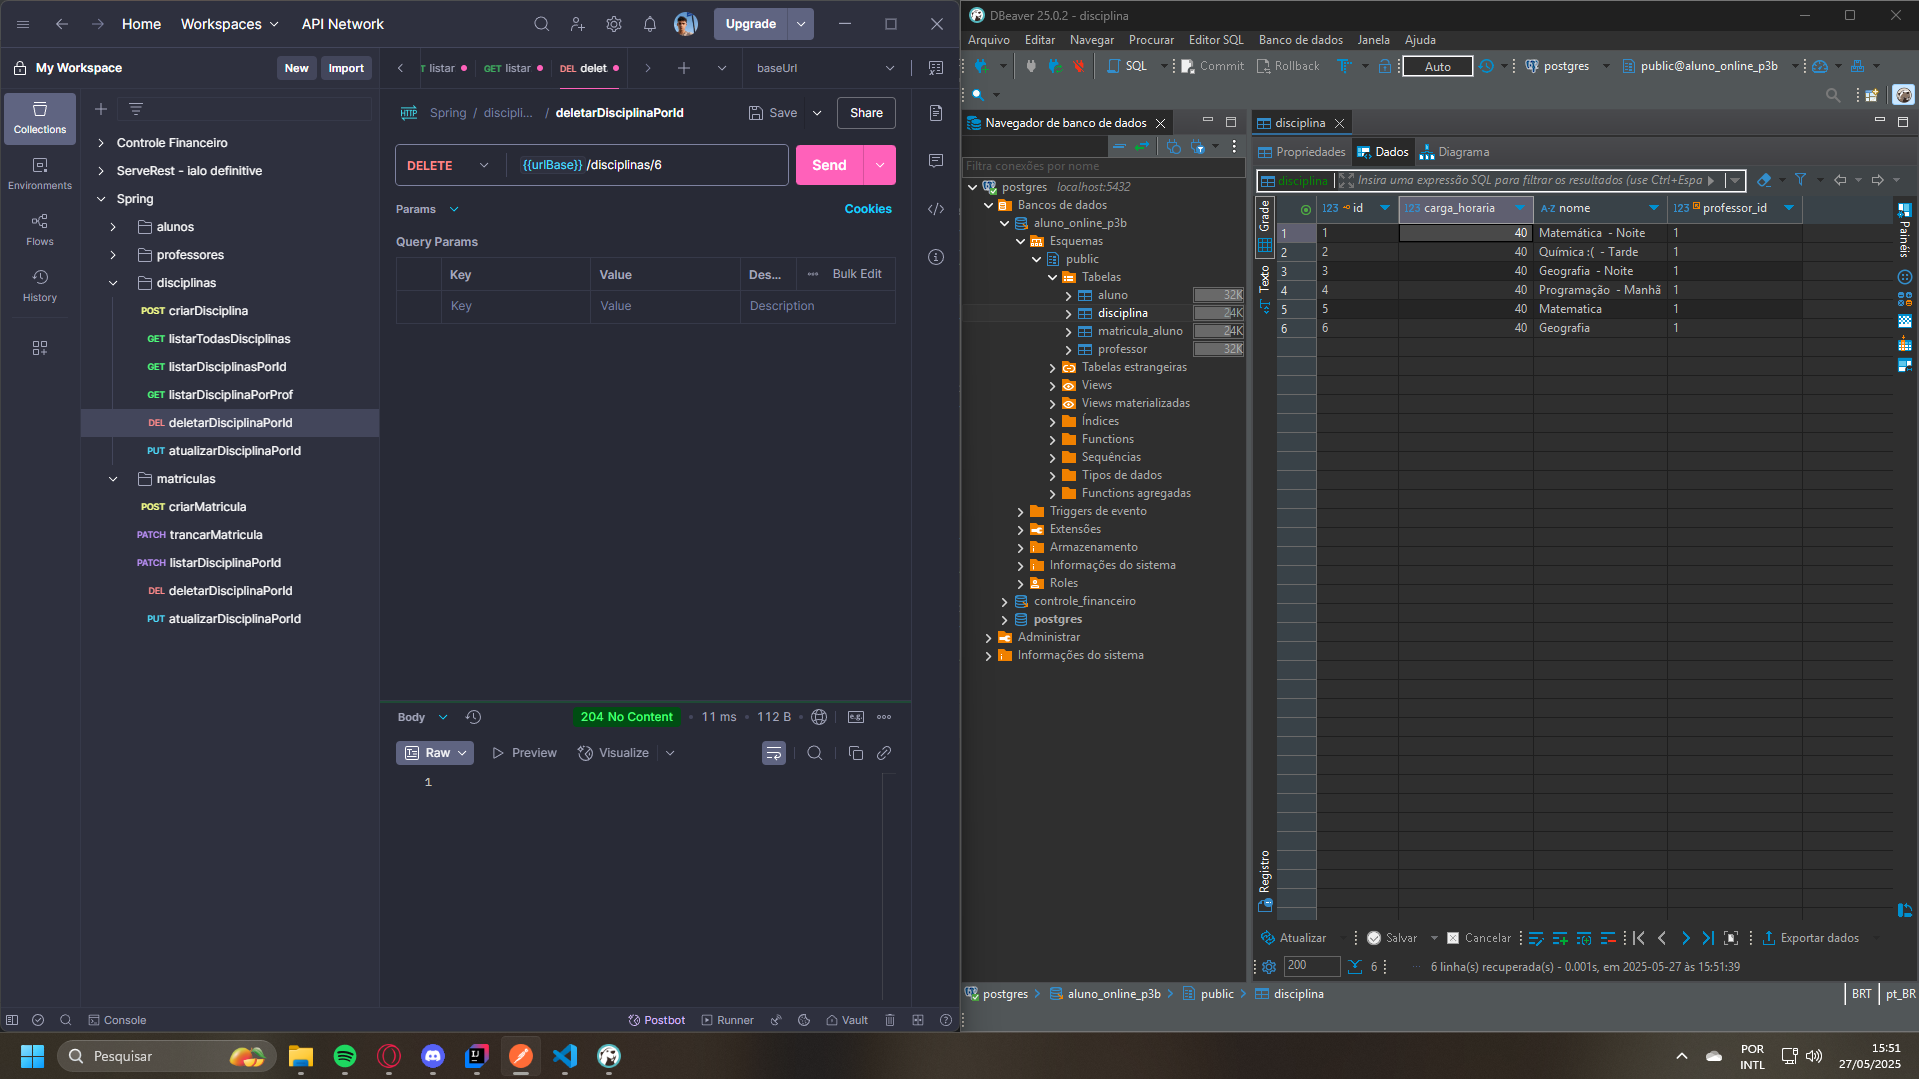 Home
Workspaces
API Network
Upgrade
My Workspace
New
Import
T listar
GET listar
DEL delet
baseUrl
Collections
Environments
Flows
History
Controle Financeiro
ServeRest - ialo definitive
Spring
alunos
professores
disciplinas
POST criarDisciplina
GET listarTodasDisciplinas
GET listarDisciplinasPorId
GET listarDisciplinaPorProf
DEL deletarDisciplinaPorId
PUT atualizarDisciplinaPorId
matriculas
POST criarMatricula
PATCH trancarMatricula
PATCH listarDisciplinaPorId
DEL deletarDisciplinaPorId
PUT atualizarDisciplinaPorId
HTTP Spring / discipli... / deletarDisciplinaPorId
Save
Share
DELETE
{{urlBase}} /disciplinas/6
Send
Params
Cookies
Query Params
Key Value Des... Bulk Edit
Key Value Description
Body
204 No Content • 11 ms • 112 B
e.g.
Raw
Preview
Visualize
1
Console
Postbot
Runner
Vault
DBeaver 25.0.2 - disciplina
Arquivo Editar Navegar Procurar Editor SQL Banco de dados Janela Ajuda
SQL
Commit
Rollback
Auto
postgres
public@aluno_online_p3b
Navegador de banco de dados
Filtra conexões por nome
postgres localhost:5432
Bancos de dados
aluno_online_p3b
Esquemas
public
Tabelas
aluno 32K
disciplina 24K
matricula_aluno 24K
professor 32K
Tabelas estrangeiras
Views
Views materializadas
Índices
Functions
Sequências
Tipos de dados
Functions agregadas
Triggers de evento
Extensões
Armazenamento
Informações do sistema
Roles
controle_financeiro
postgres
Administrar
Informações do sistema
disciplina
Propriedades
Dados
Diagrama
disciplina
Insira uma expressão SQL para filtrar os resultados (use Ctrl+Espa
Grade
Texto
Registro
Painéis
123 id 123 carga_horaria A-Z nome 123 professor_id
1 1 40 Matemática - Noite 1
2 2 40 Química :( - Tarde 1
3 3 40 Geografia - Noite 1
4 4 40 Programação - Manhã 1
5 5 40 Matematica 1
6 6 40 Geografia 1
Atualizar
Salvar
Cancelar
Exportar dados
200
6
6 linha(s) recuperada(s) - 0.001s, em 2025-05-27 às 15:51:39
postgres
aluno_online_p3b
public
disciplina
BRT
pt_BR
Pesquisar
POR
INTL
15:51
27/05/2025